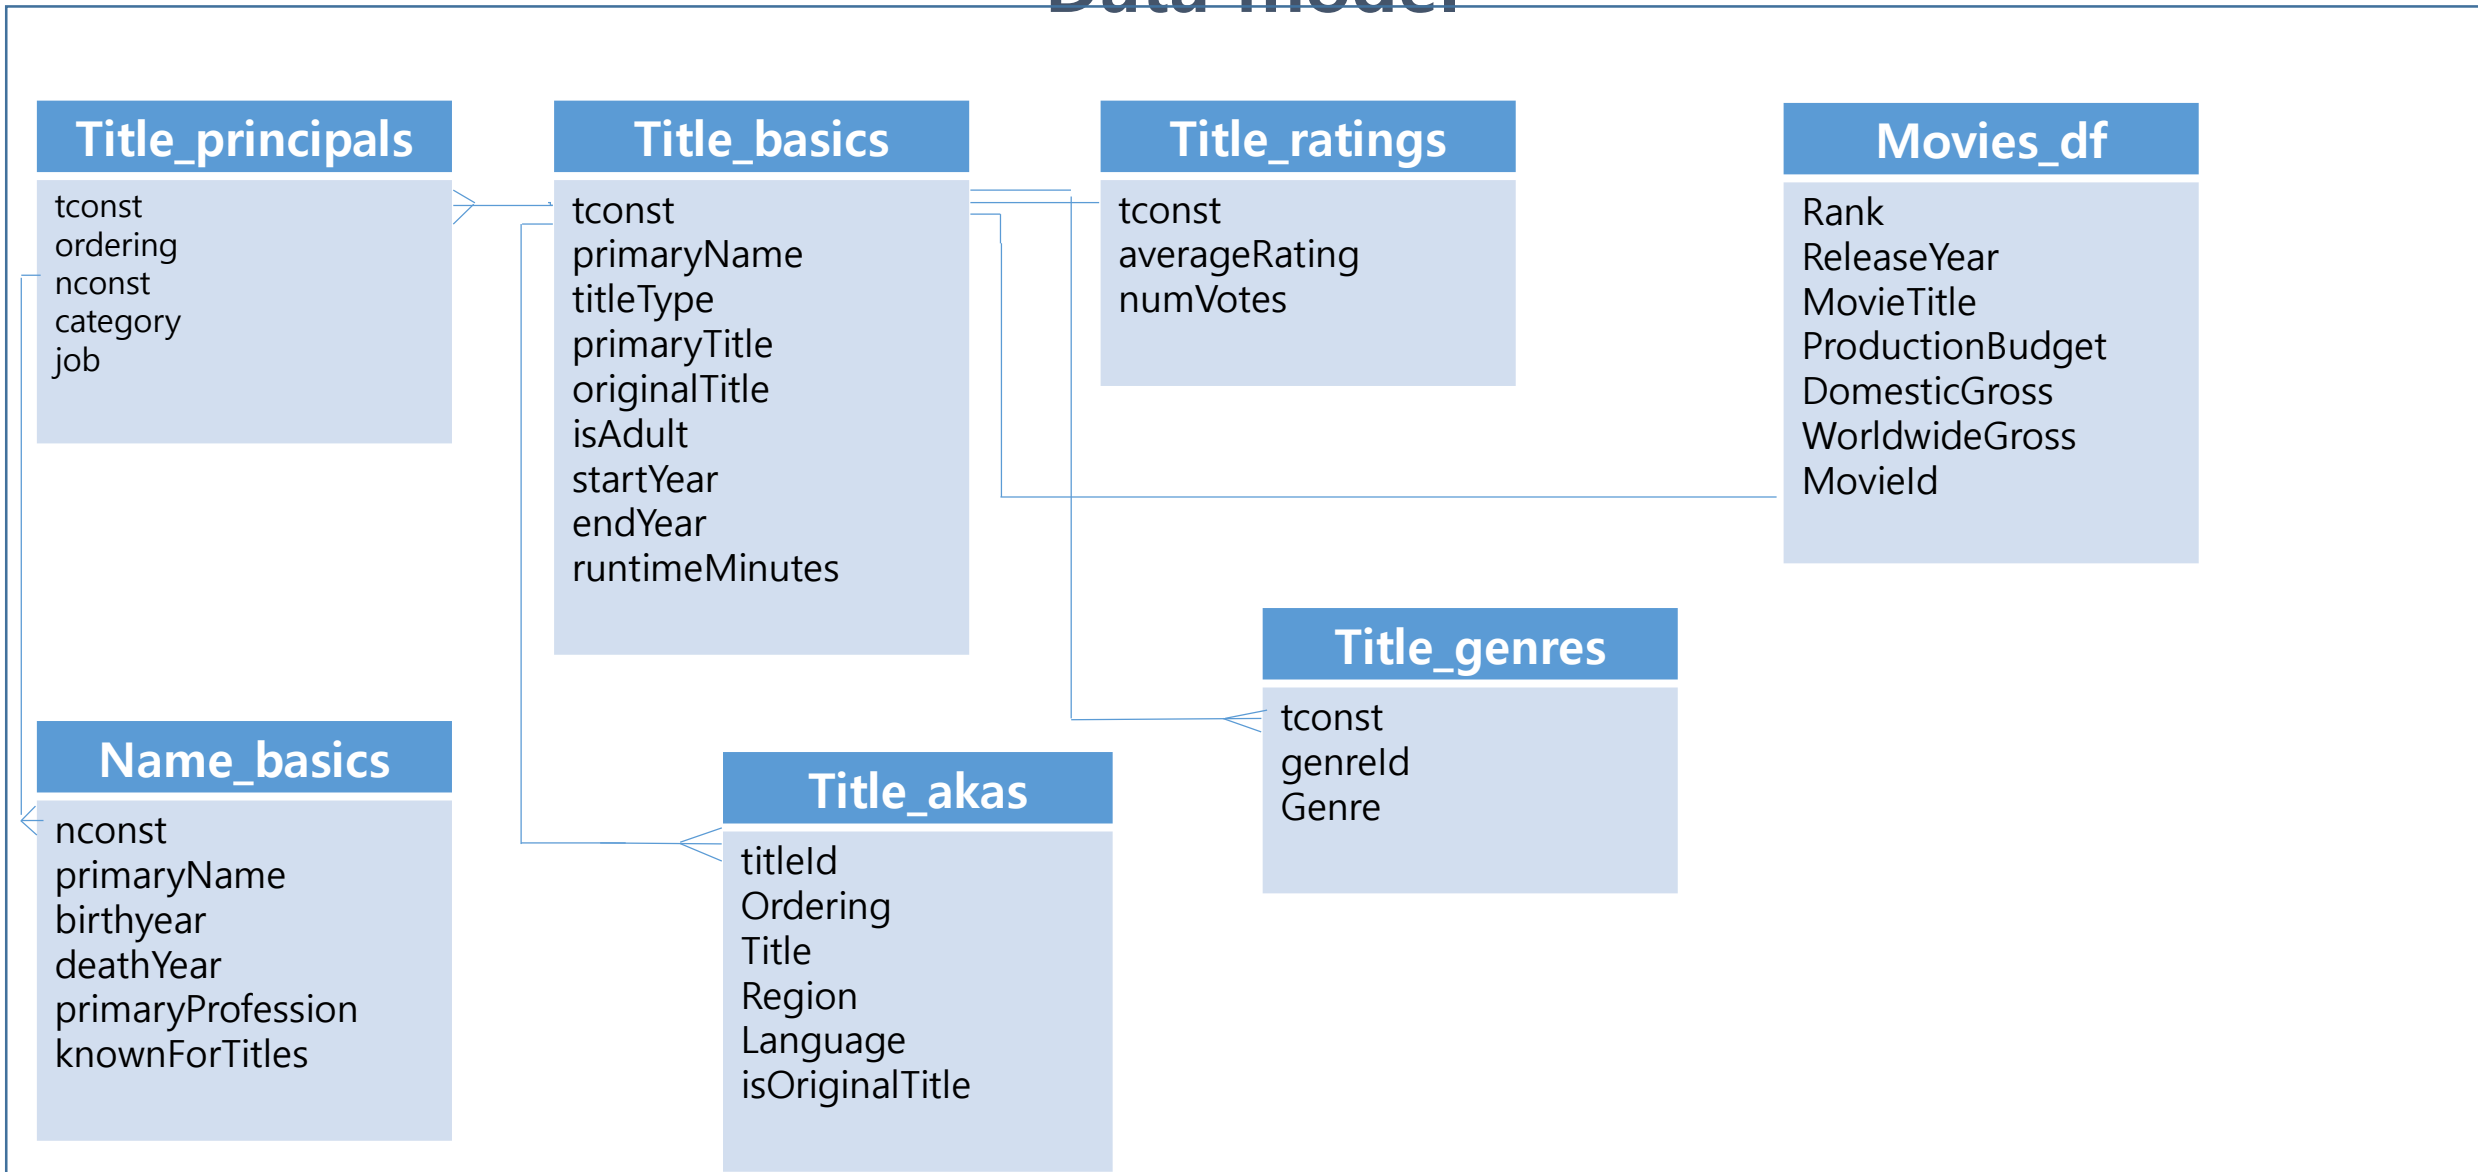 Data model
Title_principals
tconst
ordering
nconst
category
job
Title_basics
tconst
primaryName
titleType
primaryTitle
originalTitle
isAdult
startYear
endYear
runtimeMinutes
Title_ratings
tconst
averageRating
numVotes
Movies_df
Rank
ReleaseYear
MovieTitle
ProductionBudget
DomesticGross
WorldwideGross
MovieId
Name_basics
nconst
primaryName
birthyear
deathYear
primaryProfession
knownForTitles
Title_akas
titleId
Ordering
Title
Region
Language
isOriginalTitle
Title_genres
tconst
genreId
Genre